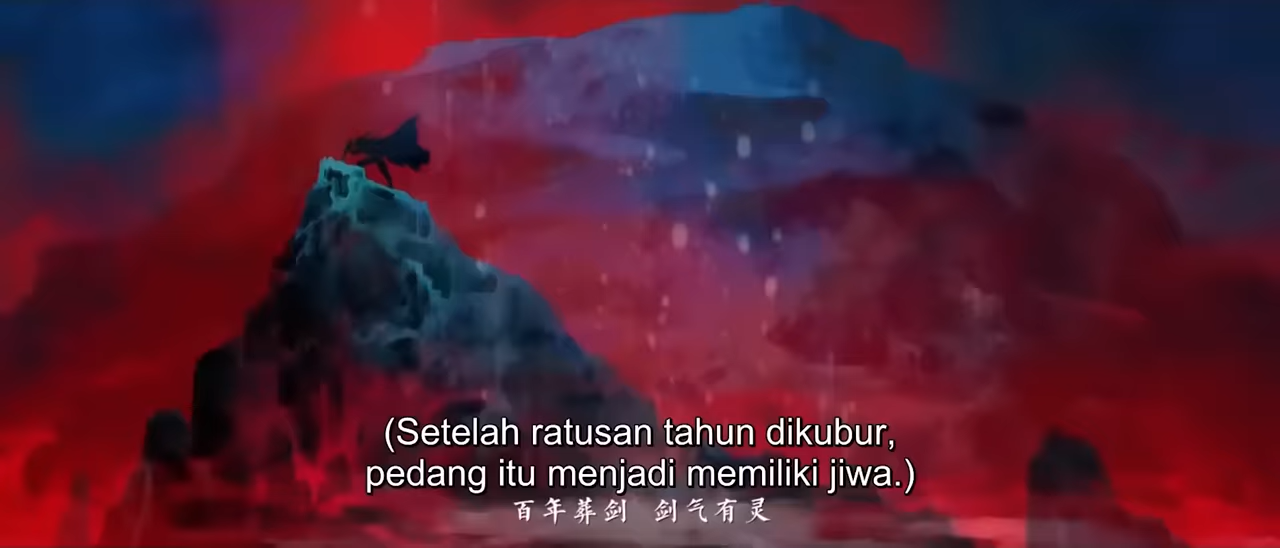 (Setelah ratusan tahun dikubur,
pedang itu menjadi memiliki jiwa.)
百年葬剑 剑气有灵